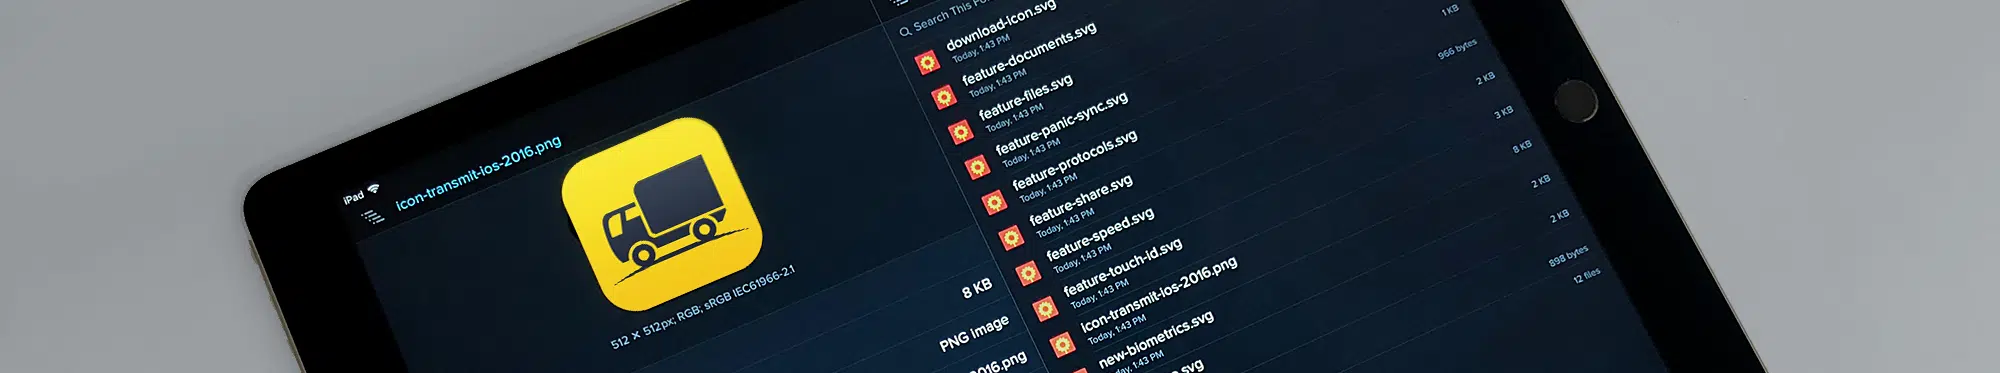 iPad
icon-transmit-ios-2016.png
512 × 512px; RGB; sRGB IEC61966-2.1
8 KB
PNG image
2016.png
Search This
download-icon.svg
Today, 1:43 PM
feature-documents.svg
Today, 1:43 PM
1 KB
feature-files.svg
Today, 1:43 PM
966 bytes
feature-panic-sync.svg
Today, 1:43 PM
2 KB
feature-protocols.svg
Today, 1:43 PM
3 KB
feature-share.svg
Today, 1:43 PM
8 KB
feature-speed.svg
Today, 1:43 PM
2 KB
feature-touch-id.svg
Today, 1:43 PM
2 KB
icon-transmit-ios-2016.png
Today, 1:43 PM
898 bytes
new-biometrics.svg
1:43 PM
12 files
.svg